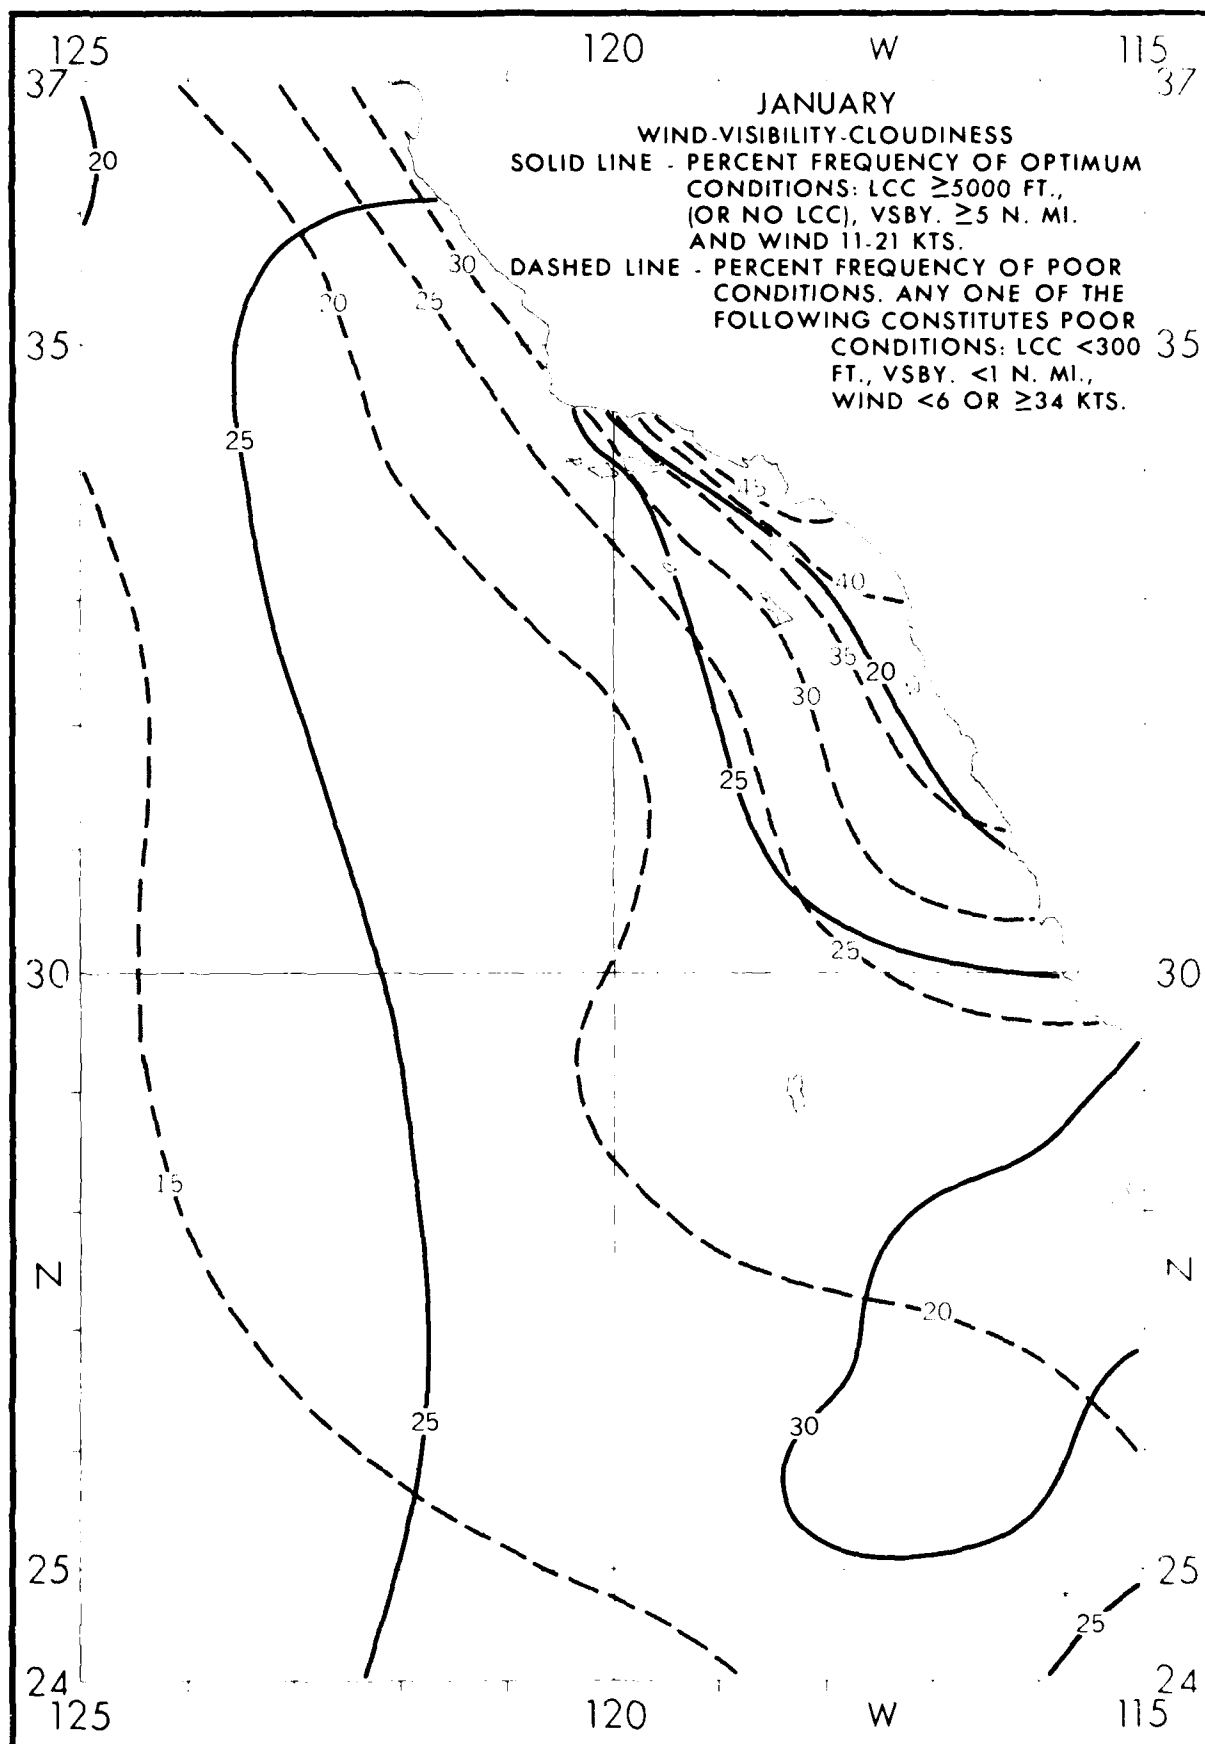 125 120 W 115
37 37
JANUARY
WIND-VISIBILITY-CLOUDINESS
SOLID LINE - PERCENT FREQUENCY OF OPTIMUM
CONDITIONS: LCC ≥5000 FT.,
(OR NO LCC), VSBY. ≥5 N. MI.
AND WIND 11-21 KTS.
DASHED LINE - PERCENT FREQUENCY OF POOR
CONDITIONS. ANY ONE OF THE
FOLLOWING CONSTITUTES POOR
CONDITIONS: LCC <300
FT., VSBY. <1 N. MI.,
WIND <6 OR ≥34 KTS.
20
30
20 25
35 35
25
45
40
35 20
30
25
25
30 30
15
N N
20
25 30
25 25
25
24 24
125 120 W 115